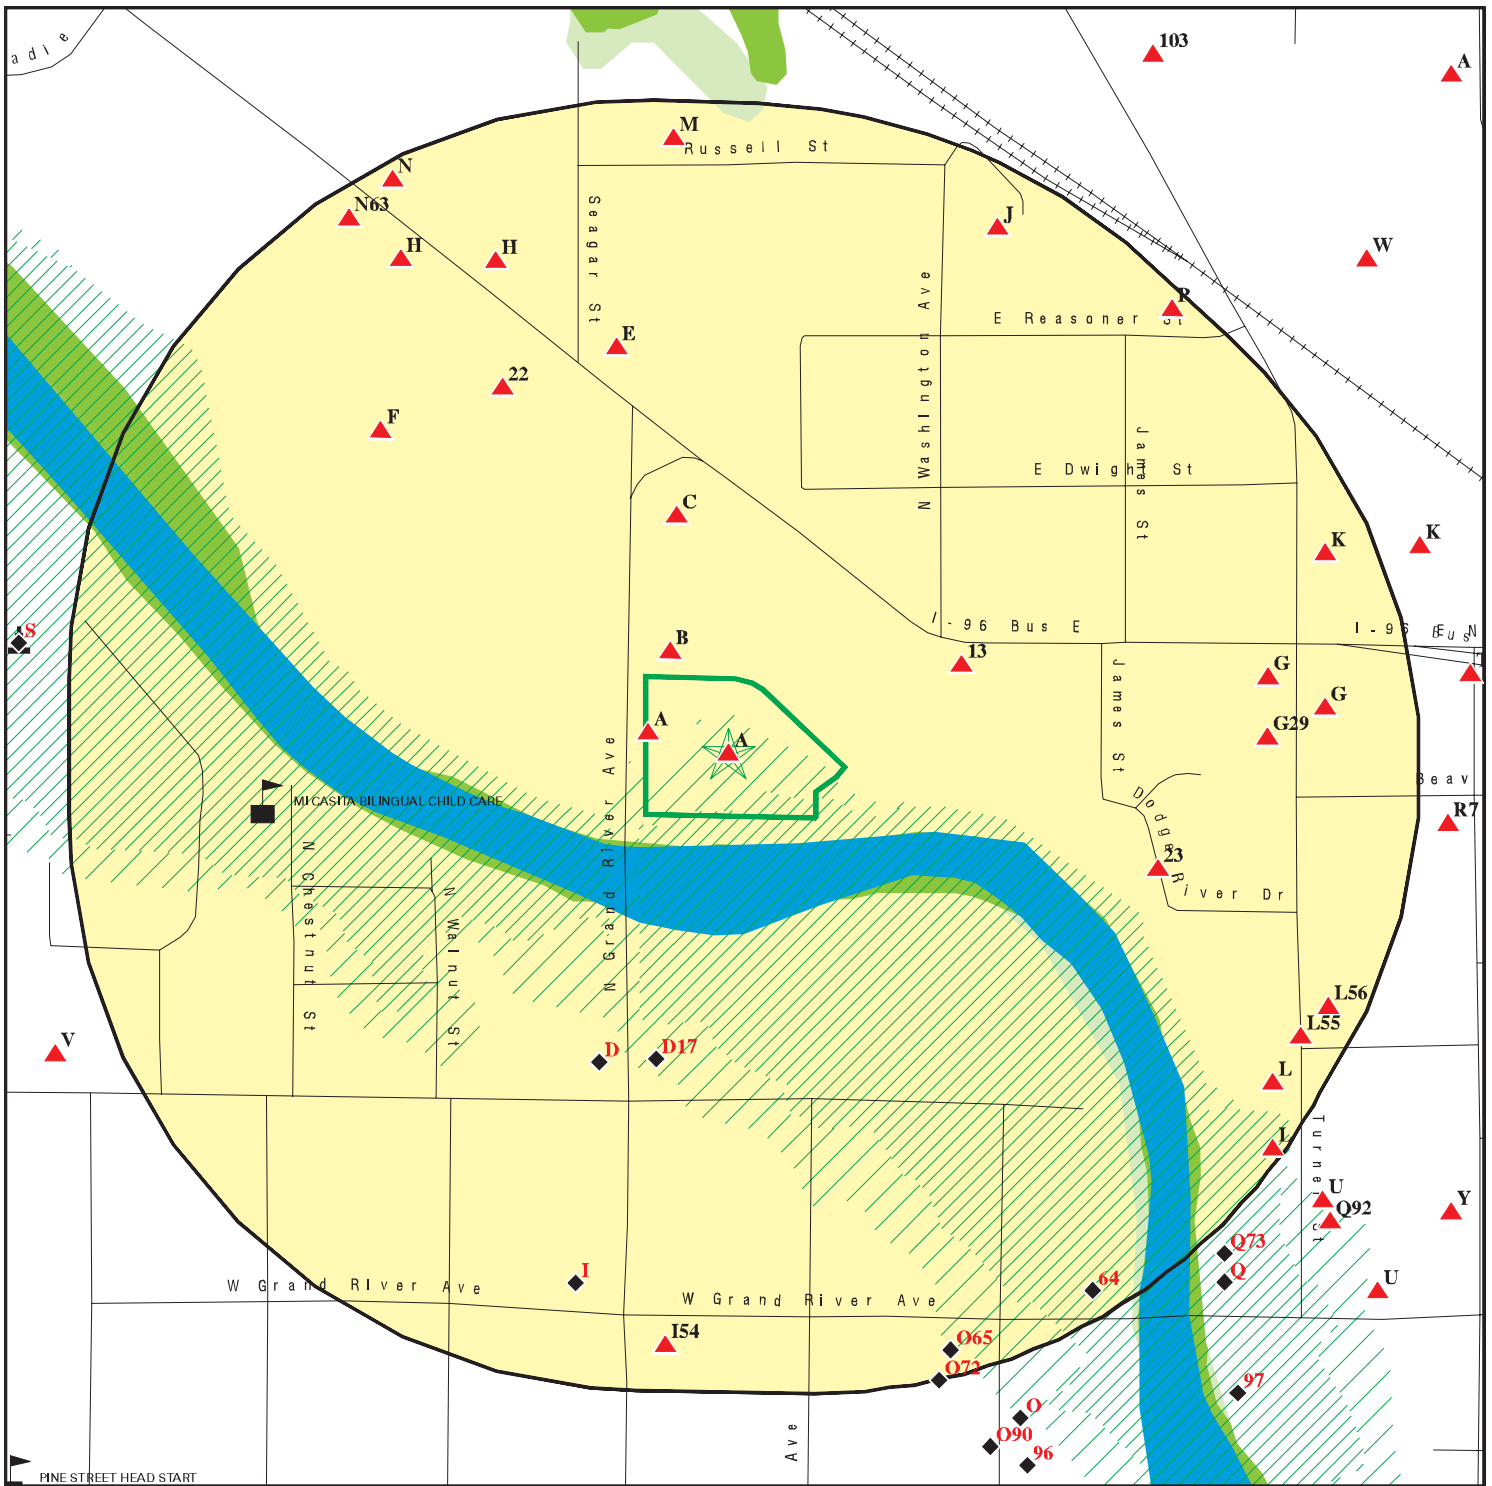 adie
103
A
M
Russell St
N
N63
Seagar St
J
H
H
W
N Washington Ave
P
E Reasoner St
E
22
F
James St
E Dwight St
C
K
K
I-96 Bus E
I-96 Bus
N
S
B
13
James St
G
G
G29
A
A
N Grand River Ave
Beav
Dodge River Dr
MI CASITA BILINGUAL CHILD CARE
R7
N Chestnut St
23
N Walnut St
L56
L55
V
D
D17
L
Turner St
L
U
Q92
Y
Q73
Q
I
64
U
W Grand River Ave
W Grand River Ave
I54
O65
O72
97
O
Ave
O90
96
PINE STREET HEAD START